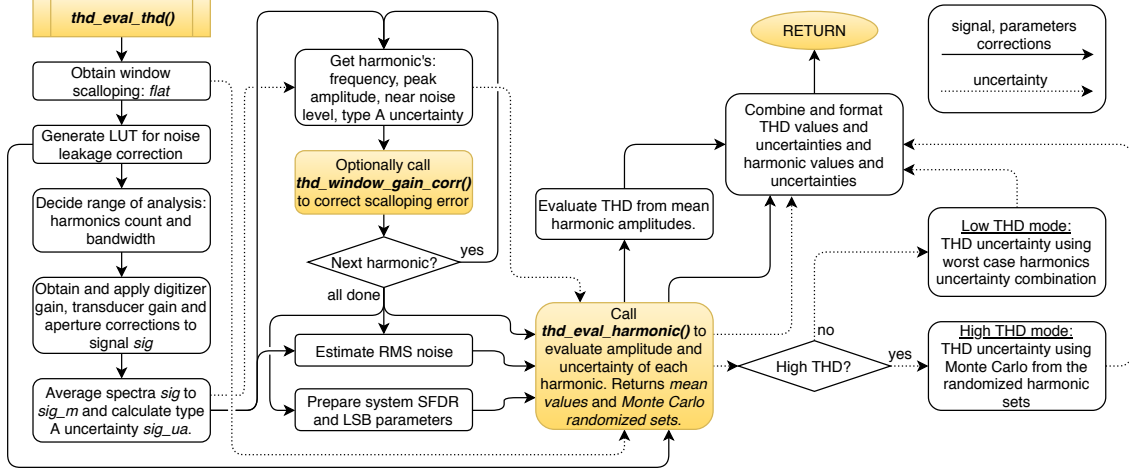 thd_eval_thd()
Obtain window
scalloping: flat
Generate LUT for noise
leakage correction
Decide range of analysis:
harmonics count and
bandwidth
Obtain and apply digitizer
gain, transducer gain and
aperture corrections to
signal sig
Average spectra sig to
sig_m and calculate type
A uncertainty sig_ua.
Get harmonic's:
frequency, peak
amplitude, near noise
level, type A uncertainty
Optionally call
thd_window_gain_corr()
to correct scalloping error
Next harmonic?
yes
all done
Estimate RMS noise
Prepare system SFDR
and LSB parameters
Call
thd_eval_harmonic() to
evaluate amplitude and
uncertainty of each
harmonic. Returns mean
values and Monte Carlo
randomized sets.
Evaluate THD from mean
harmonic amplitudes.
RETURN
Combine and format
THD values and
uncertainties and
harmonic values and
uncertainties
High THD?
no
yes
Low THD mode:
THD uncertainty using
worst case harmonics
uncertainty combination
High THD mode:
THD uncertainty using
Monte Carlo from the
randomized harmonic
sets
signal, parameters
corrections
uncertainty